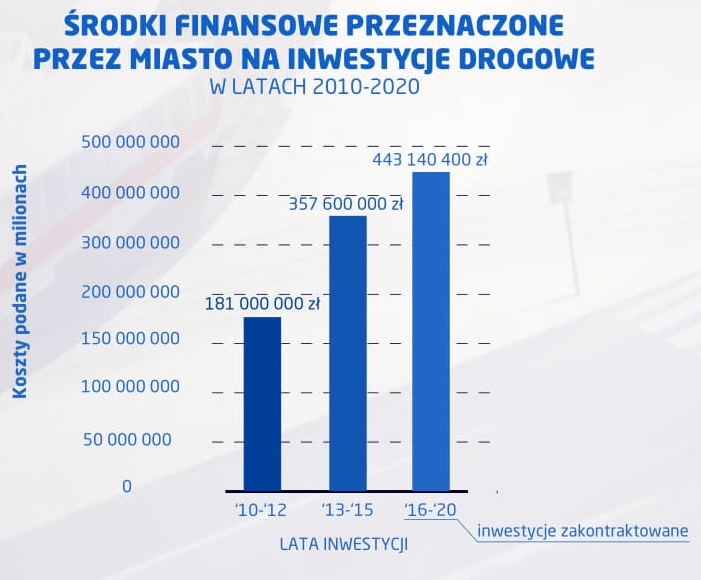 ŚRODKI FINANSOWE PRZEZNACZONE
PRZEZ MIASTO NA INWESTYCJE DROGOWE
W LATACH 2010-2020
Koszty podane w milionach
500 000 000
443 140 400 zł
400 000 000
357 600 000 zł
300 000 000
200 000 000
181 000 000 zł
150 000 000
100 000 000
50 000 000
0
'10-'12
'13-'15
'16-'20
inwestycje zakontraktowane
LATA INWESTYCJI